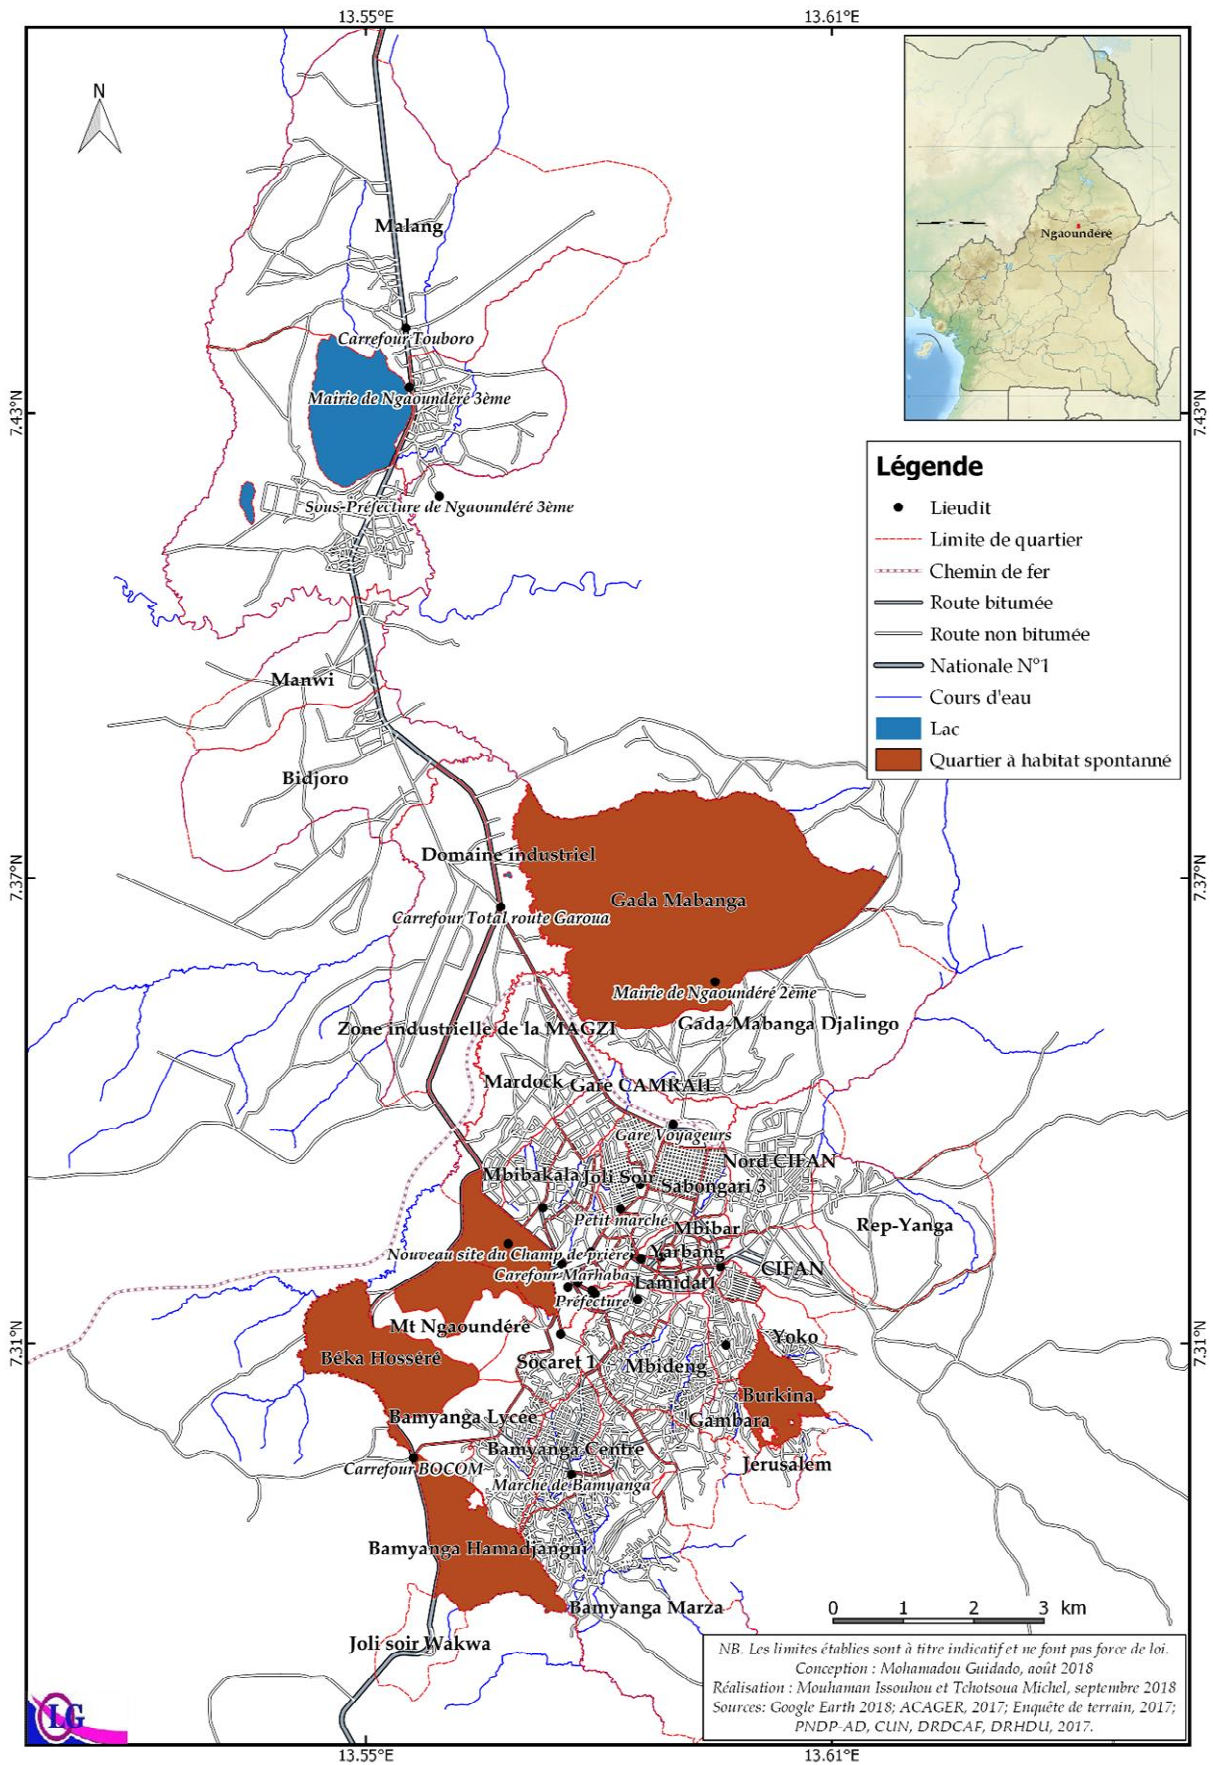 13.55°E
13.61°E
N
Ngaoundéré
Malang
Carrefour Touboro
Mairie de Ngaoundéré 3ème
7.43°N
7.43°N
Légende
Lieudit
Limite de quartier
Chemin de fer
Route bitumée
Route non bitumée
Nationale N°1
Cours d'eau
Lac
Quartier à habitat spontanné
Sous-Préfecture de Ngaoundéré 3ème
Manwi
Bidjoro
Domaine industriel
7.37°N
7.37°N
Gada Mabanga
Carrefour Total route Garoua
Mairie de Ngaoundéré 2ème
Gada-Mabanga Djalingo
Zone industrielle de la MAGZI
Mardock
Gare CAMRAIL
Gare Voyageurs
Nord CIFAN
Mbibakala
Joli Soir
Sabongari 3
Petit marché
Mbibar
Rep-Yanga
Nouveau site du Champ de prière
Yarbang
CIFAN
Carefour Marhaba
Lamidat1
Préfecture
Mt Ngaoundéré
Yoko
7.31°N
7.31°N
Béka Hosséré
Socaret 1
Mbideng
Burkina
Bamyanga Lycée
Gambara
Bamyanga Centre
Jérusalem
Carrefour BOCOM
Marché de Bamyanga
Bamyanga Hamadjangui
Bamyanga Marza
0 1 2 3 km
Joli soir Wakwa
NB. Les limites établies sont à titre indicatif et ne font pas force de loi.
Conception : Mohamadou Guidado, août 2018
Réalisation : Mouhaman Issouhou et Tchotsoua Michel, septembre 2018
Sources: Google Earth 2018; ACAGER, 2017; Enquête de terrain, 2017;
PNDP-AD, CUN, DRDCAF, DRHDU, 2017.
LG
13.55°E
13.61°E